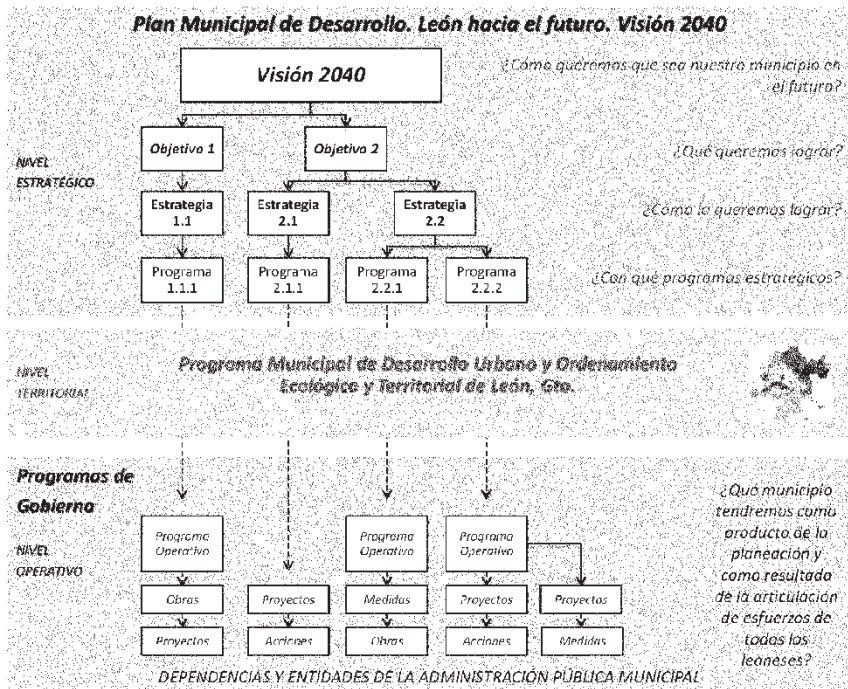 Plan Municipal de Desarrollo. León hacia el futuro. Visión 2040
Visión 2040
¿Cómo queremos que sea nuestro municipio en
el futuro?
NIVEL
ESTRATÉGICO
Objetivo 1
Objetivo 2
¿Qué queremos lograr?
Estrategia
1.1
Estrategia
2.1
Estrategia
2.2
¿Cómo lo queremos lograr?
Programa
1.1.1
Programa
2.1.1
Programa
2.2.1
Programa
2.2.2
¿Con qué programas estratégicos?
NIVEL
TERRITORIAL
Programa Municipal de Desarrollo Urbano y Ordenamiento
Ecológico y Territorial de León, Gto.
Programas de
Gobierno
NIVEL
OPERATIVO
Programa
Operativo
Programa
Operativo
Programa
Operativo
Obras
Proyectos
Medidas
Proyectos
Proyectos
Proyectos
Acciones
Obras
Acciones
Medidas
¿Qué municipio
tendremos como
producto de la
planeación y
como resultado
de la articulación
de esfuerzos de
todos los
leoneses?
DEPENDENCIAS Y ENTIDADES DE LA ADMINISTRACIÓN PÚBLICA MUNICIPAL